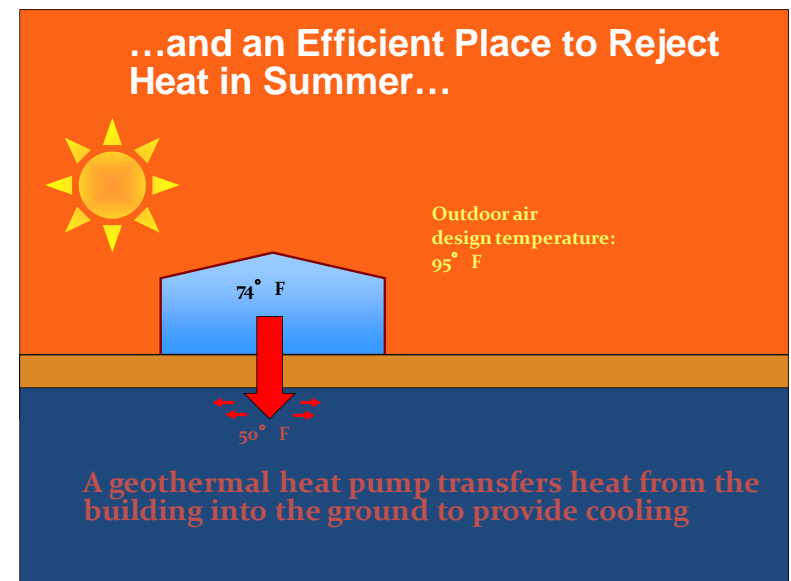 …and an Efficient Place to Reject
Heat in Summer…
Outdoor air
design temperature:
95° F
74° F
50° F
A geothermal heat pump transfers heat from the
building into the ground to provide cooling